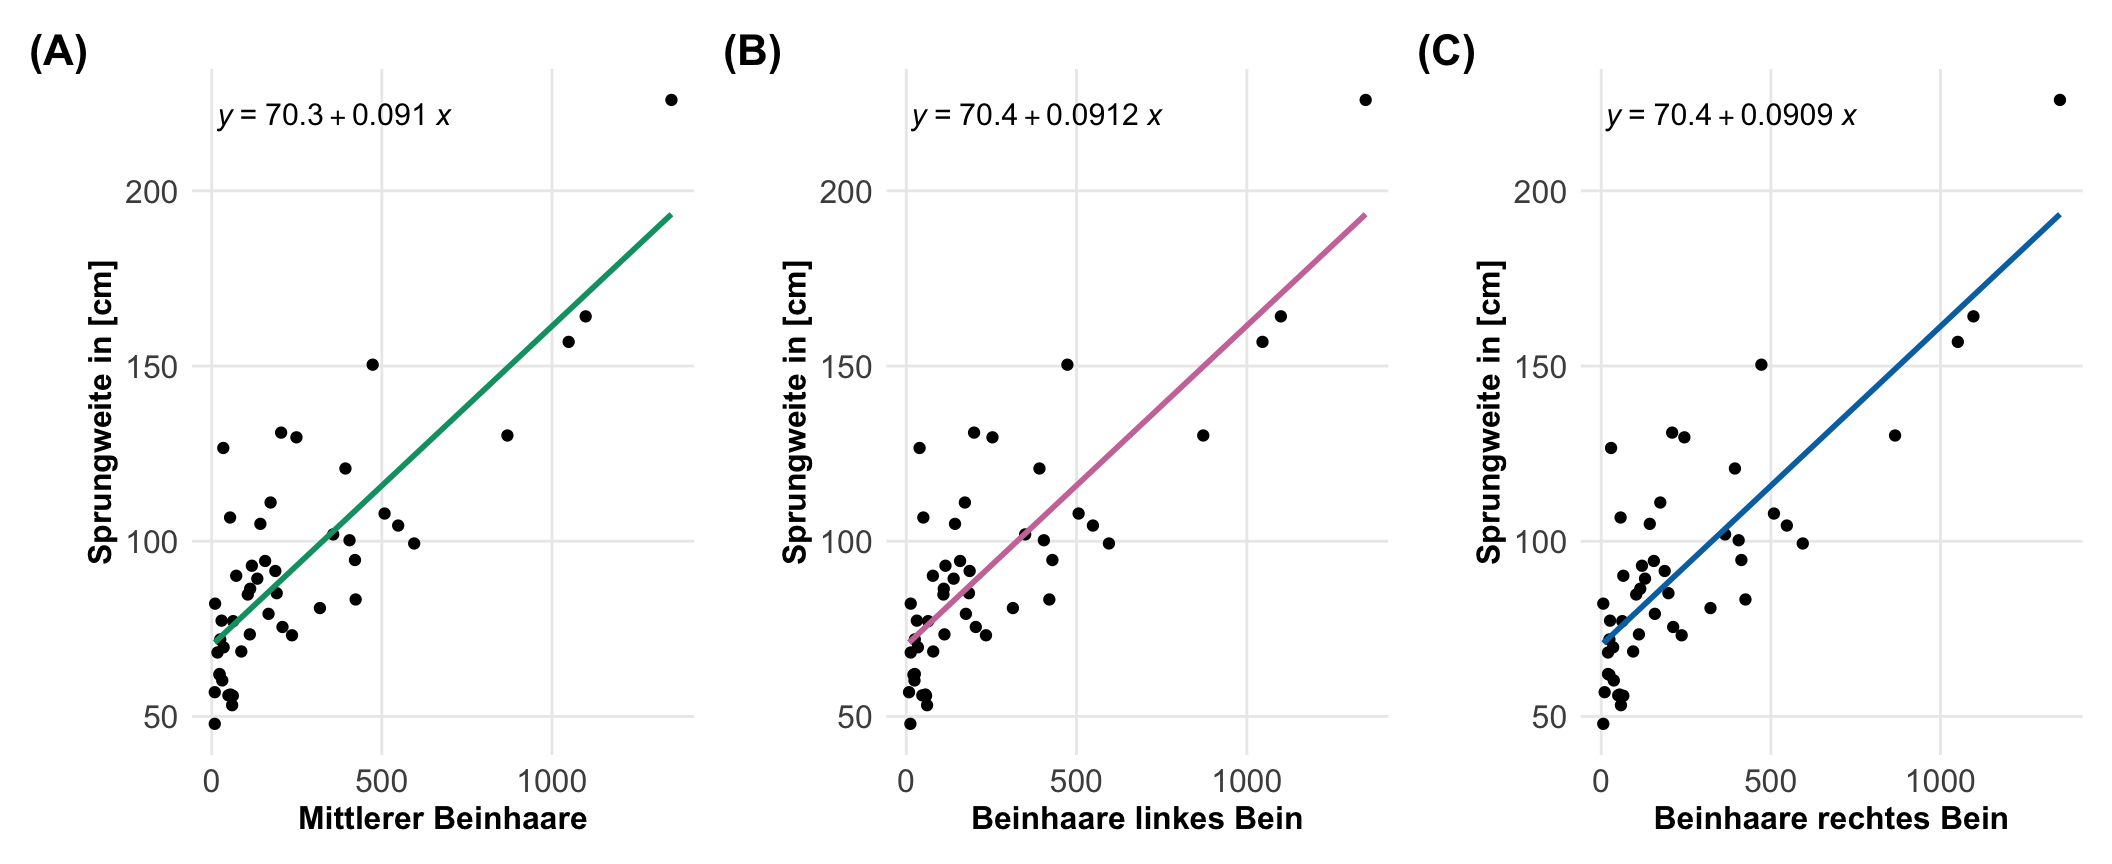 (A)
y = 70.3 + 0.091 x
200
150
100
50
Sprungweite in [cm]
0 500 1000
Mittlerer Beinhaare
(B)
y = 70.4 + 0.0912 x
200
150
100
50
Sprungweite in [cm]
0 500 1000
Beinhaare linkes Bein
(C)
y = 70.4 + 0.0909 x
200
150
100
50
Sprungweite in [cm]
0 500 1000
Beinhaare rechtes Bein